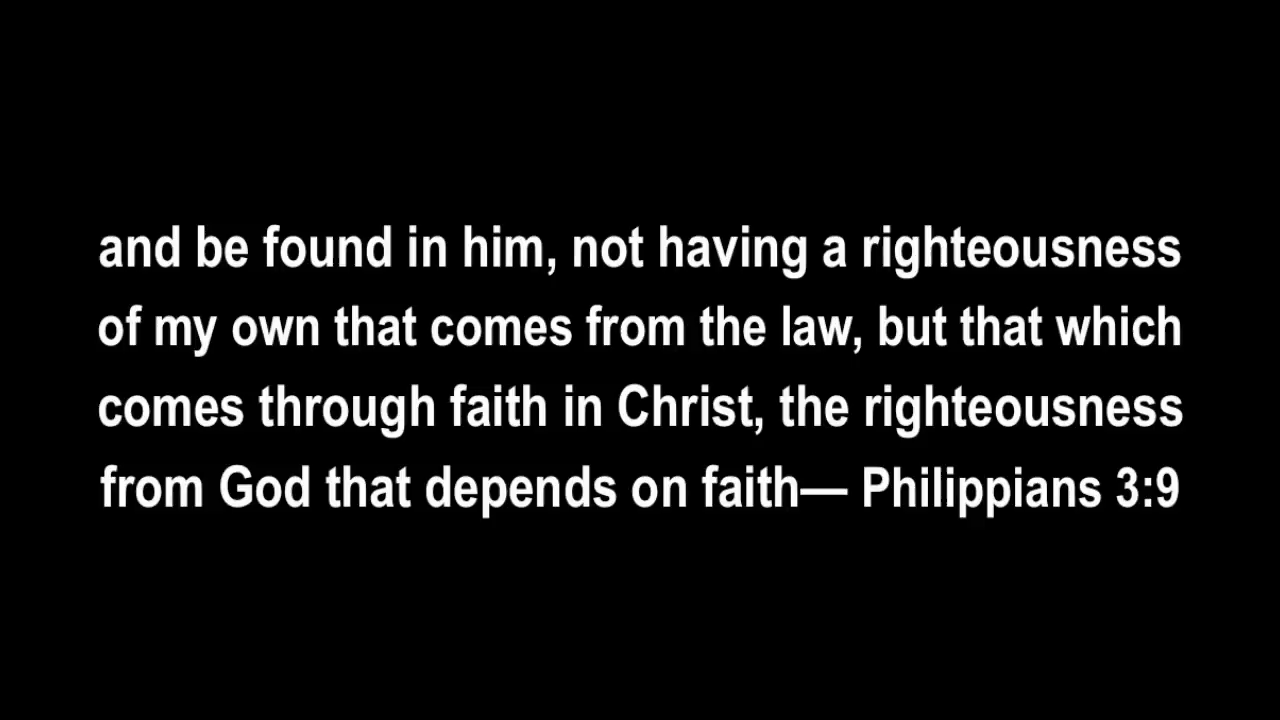 and be found in him, not having a righteousness
of my own that comes from the law, but that which
comes through faith in Christ, the righteousness
from God that depends on faith— Philippians 3:9